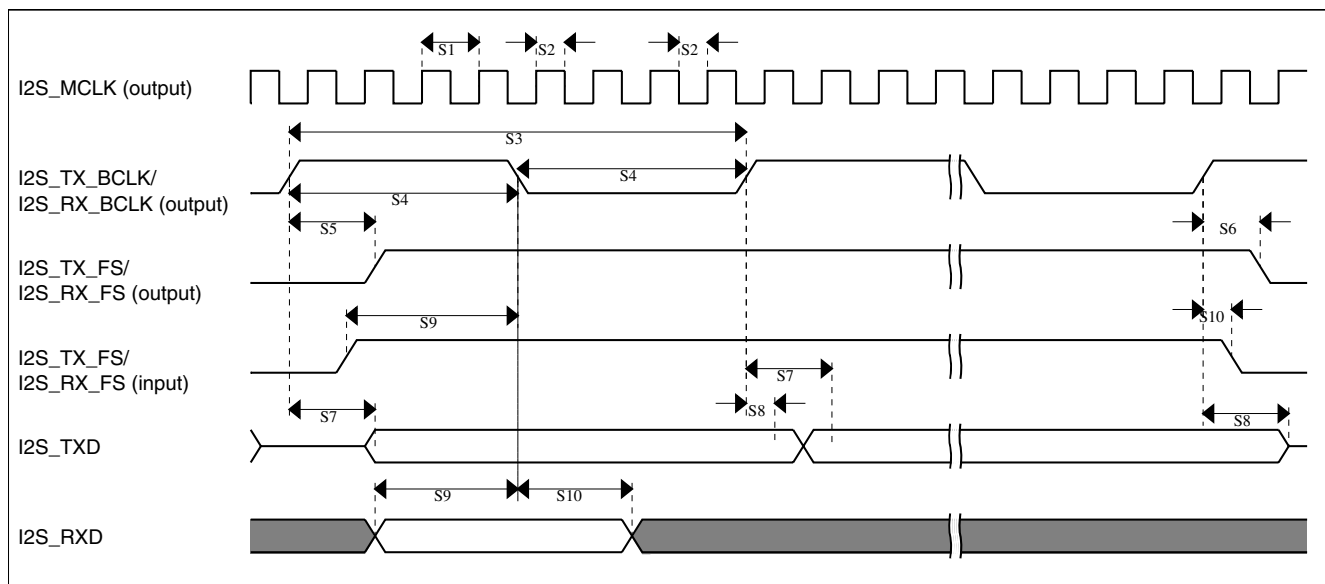 S1
S2
S2
I2S_MCLK (output)
S3
I2S_TX_BCLK/
I2S_RX_BCLK (output)
S4
S4
S5
S6
I2S_TX_FS/
I2S_RX_FS (output)
S9
S10
I2S_TX_FS/
I2S_RX_FS (input)
S7
S7
S8
S8
I2S_TXD
S9
S10
I2S_RXD